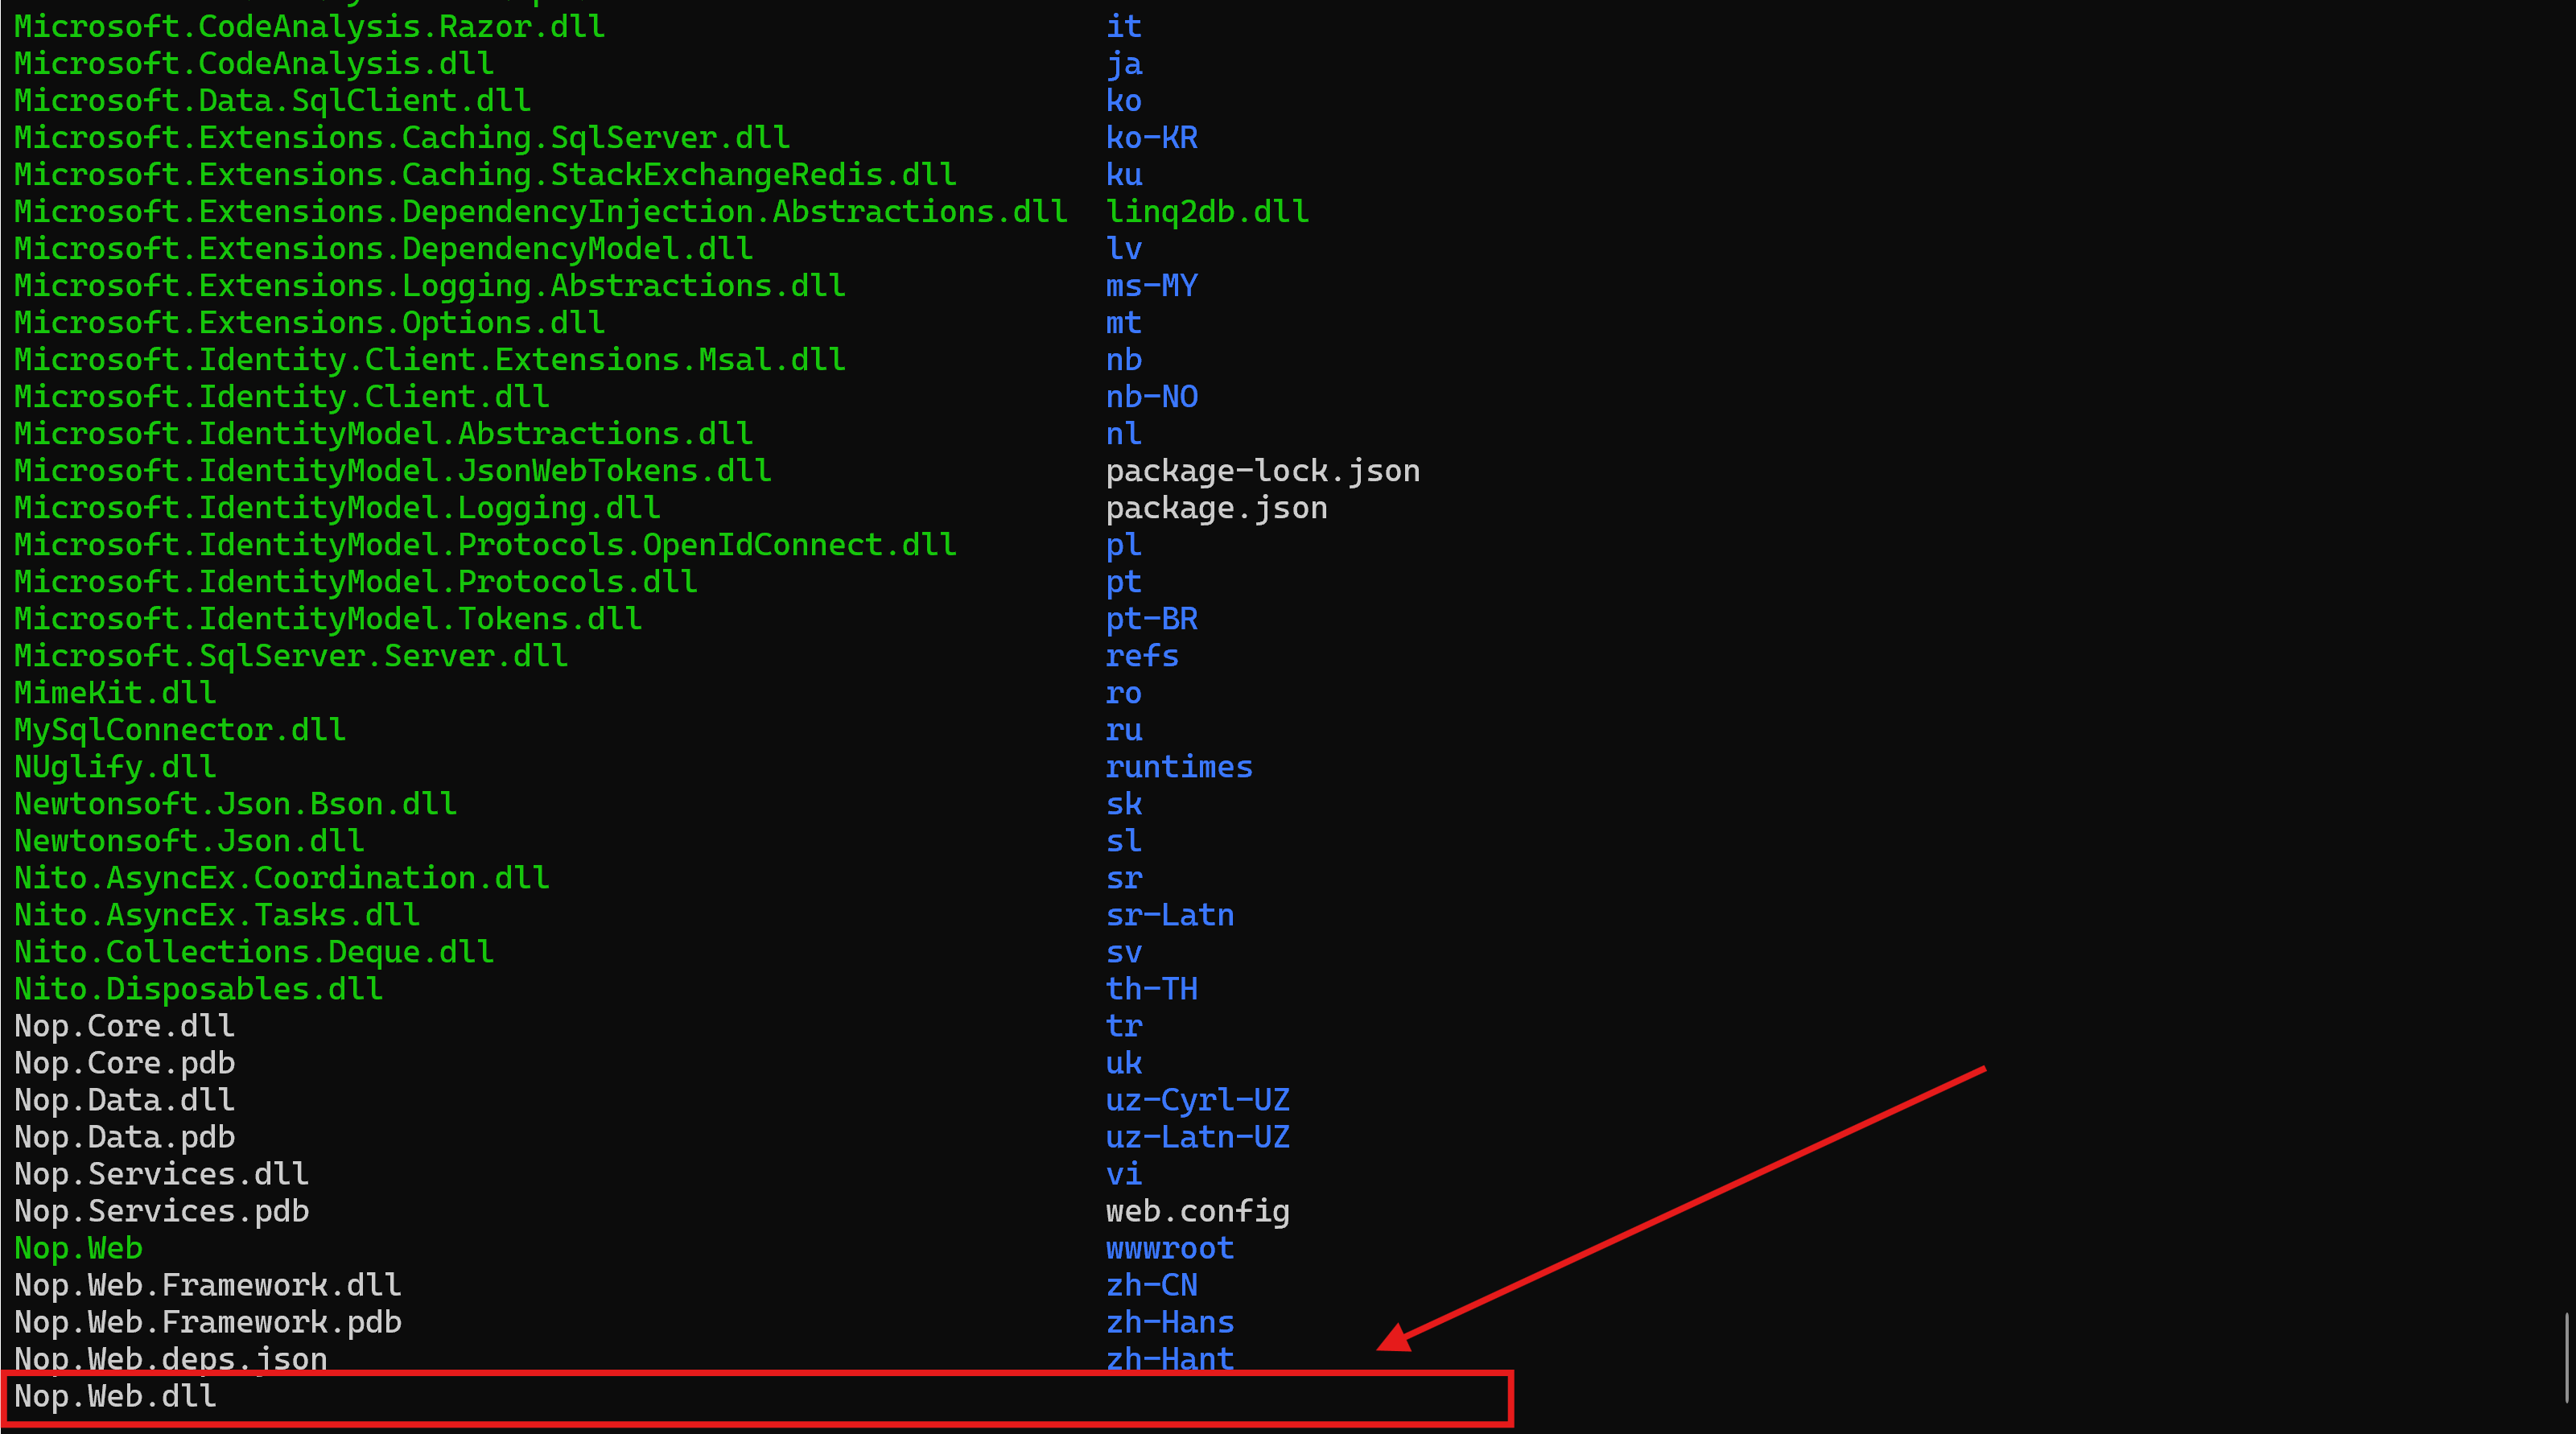 Microsoft.CodeAnalysis.Razor.dll it
Microsoft.CodeAnalysis.dll ja
Microsoft.Data.SqlClient.dll ko
Microsoft.Extensions.Caching.SqlServer.dll ko-KR
Microsoft.Extensions.Caching.StackExchangeRedis.dll ku
Microsoft.Extensions.DependencyInjection.Abstractions.dll linq2db.dll
Microsoft.Extensions.DependencyModel.dll lv
Microsoft.Extensions.Logging.Abstractions.dll ms-MY
Microsoft.Extensions.Options.dll mt
Microsoft.Identity.Client.Extensions.Msal.dll nb
Microsoft.Identity.Client.dll nb-NO
Microsoft.IdentityModel.Abstractions.dll nl
Microsoft.IdentityModel.JsonWebTokens.dll package-lock.json
Microsoft.IdentityModel.Logging.dll package.json
Microsoft.IdentityModel.Protocols.OpenIdConnect.dll pl
Microsoft.IdentityModel.Protocols.dll pt
Microsoft.IdentityModel.Tokens.dll pt-BR
Microsoft.SqlServer.Server.dll refs
MimeKit.dll ro
MySqlConnector.dll ru
NUglify.dll runtimes
Newtonsoft.Json.Bson.dll sk
Newtonsoft.Json.dll sl
Nito.AsyncEx.Coordination.dll sr
Nito.AsyncEx.Tasks.dll sr-Latn
Nito.Collections.Deque.dll sv
Nito.Disposables.dll th-TH
Nop.Core.dll tr
Nop.Core.pdb uk
Nop.Data.dll uz-Cyrl-UZ
Nop.Data.pdb uz-Latn-UZ
Nop.Services.dll vi
Nop.Services.pdb web.config
Nop.Web wwwroot
Nop.Web.Framework.dll zh-CN
Nop.Web.Framework.pdb zh-Hans
Nop.Web.deps.json zh-Hant
Nop.Web.dll